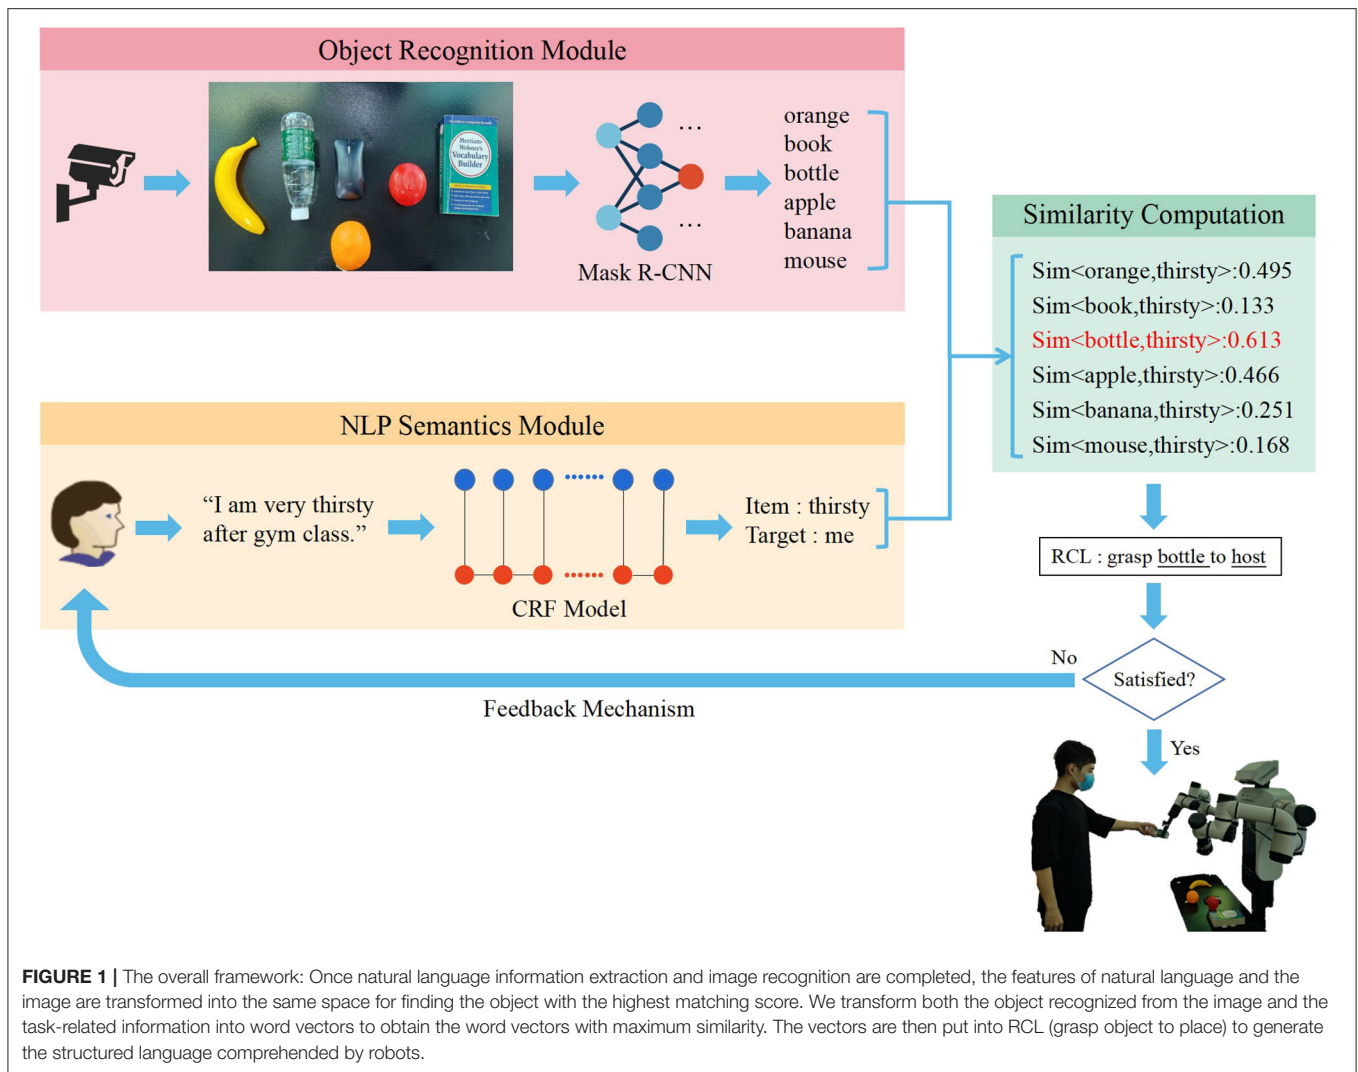 Object Recognition Module
Merriam-
Webster's
Vocabulary
Builder
Mask R-CNN
orange
book
bottle
apple
banana
mouse
NLP Semantics Module
“I am very thirsty
after gym class.”
CRF Model
Item : thirsty
Target : me
Similarity Computation
Sim<orange,thirsty>:0.495
Sim<book,thirsty>:0.133
Sim<bottle,thirsty>:0.613
Sim<apple,thirsty>:0.466
Sim<banana,thirsty>:0.251
Sim<mouse,thirsty>:0.168
RCL : grasp bottle to host
Satisfied?
No
Yes
Feedback Mechanism
FIGURE 1 | The overall framework: Once natural language information extraction and image recognition are completed, the features of natural language and the
image are transformed into the same space for finding the object with the highest matching score. We transform both the object recognized from the image and the
task-related information into word vectors to obtain the word vectors with maximum similarity. The vectors are then put into RCL (grasp object to place) to generate
the structured language comprehended by robots.